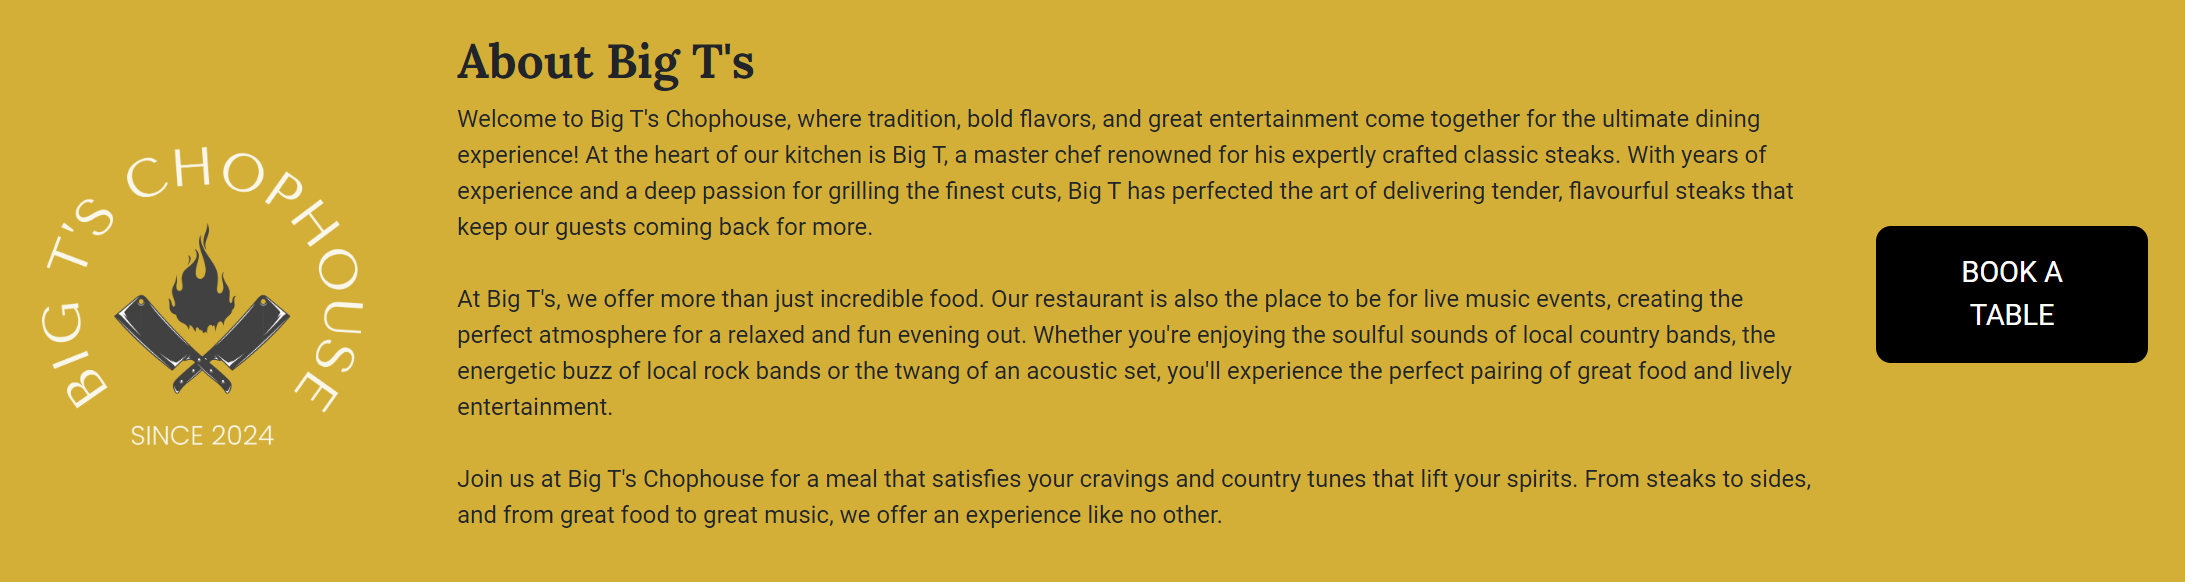 BIG T'S CHOPHOUSE
SINCE 2024
About Big T's
Welcome to Big T's Chophouse, where tradition, bold flavors, and great entertainment come together for the ultimate dining
experience! At the heart of our kitchen is Big T, a master chef renowned for his expertly crafted classic steaks. With years of
experience and a deep passion for grilling the finest cuts, Big T has perfected the art of delivering tender, flavourful steaks that
keep our guests coming back for more.
At Big T's, we offer more than just incredible food. Our restaurant is also the place to be for live music events, creating the
perfect atmosphere for a relaxed and fun evening out. Whether you're enjoying the soulful sounds of local country bands, the
energetic buzz of local rock bands or the twang of an acoustic set, you'll experience the perfect pairing of great food and lively
entertainment.
Join us at Big T's Chophouse for a meal that satisfies your cravings and country tunes that lift your spirits. From steaks to sides,
and from great food to great music, we offer an experience like no other.
BOOK A
TABLE